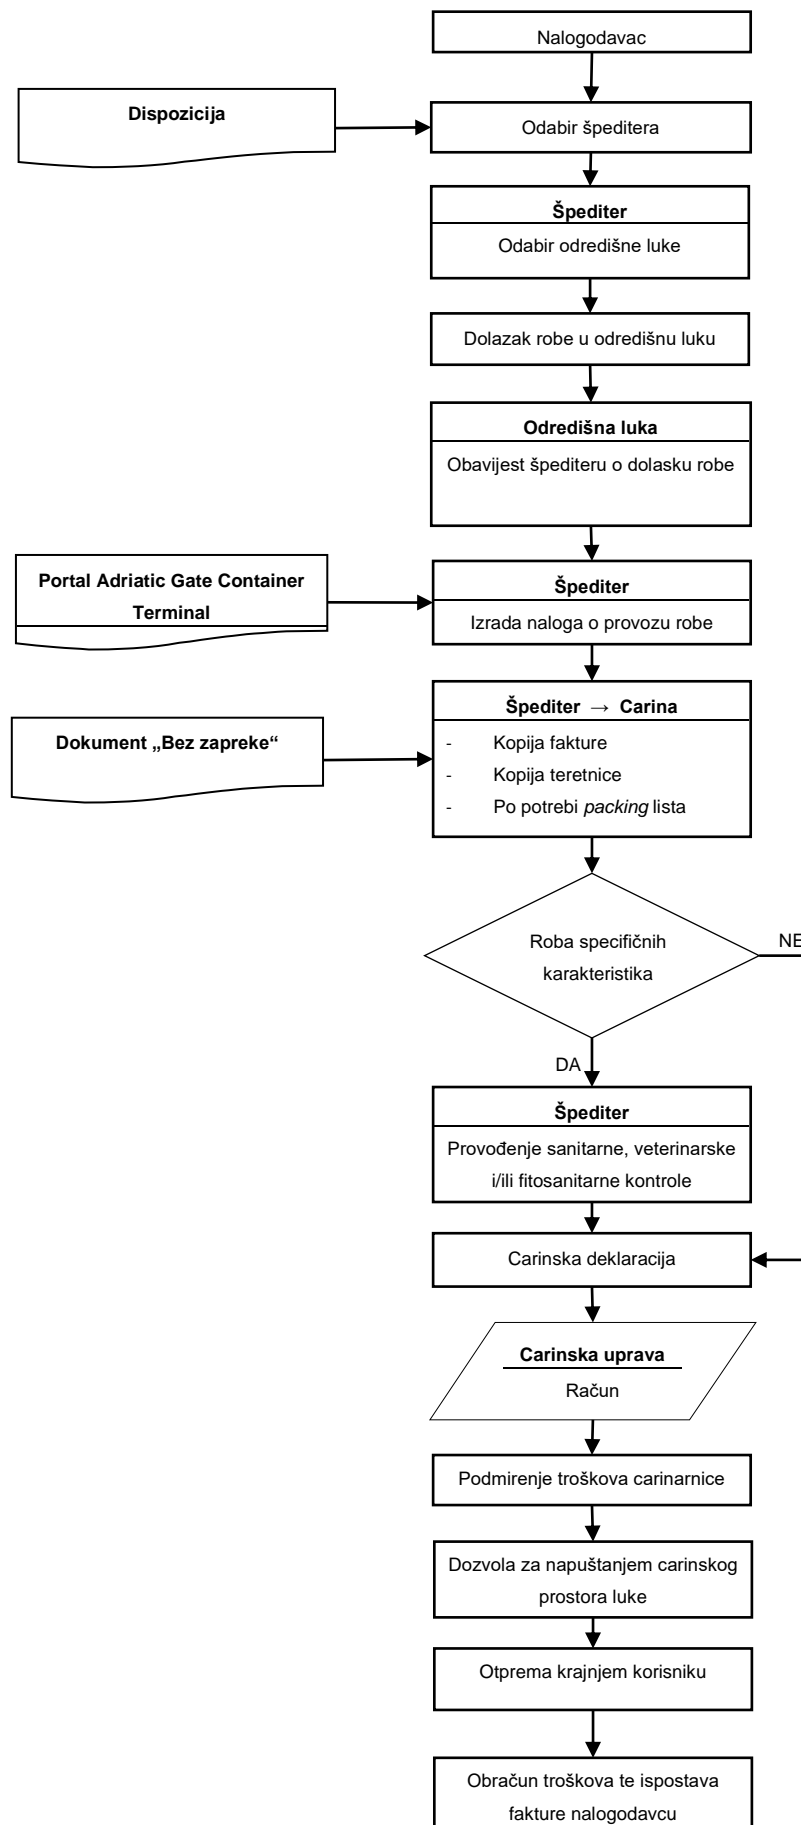 Nalogodavac
Dispozicija
Odabir špeditera
Špediter
Odabir odredišne luke
Dolazak robe u odredišnu luku
Odredišna luka
Obavijest špediteru o dolasku robe
Portal Adriatic Gate Container
Terminal
Špediter
Izrada naloga o provozu robe
Špediter → Carina
Dokument „Bez zapreke“
- Kopija fakture
- Kopija teretnice
- Po potrebi packing lista
Roba specifičnih
karakteristika
NE
DA
Špediter
Provođenje sanitarne, veterinarske
i/ili fitosanitarne kontrole
Carinska deklaracija
Carinska uprava
Račun
Podmirenje troškova carinarnice
Dozvola za napuštanjem carinskog
prostora luke
Otprema krajnjem korisniku
Obračun troškova te ispostava
fakture nalogodavcu